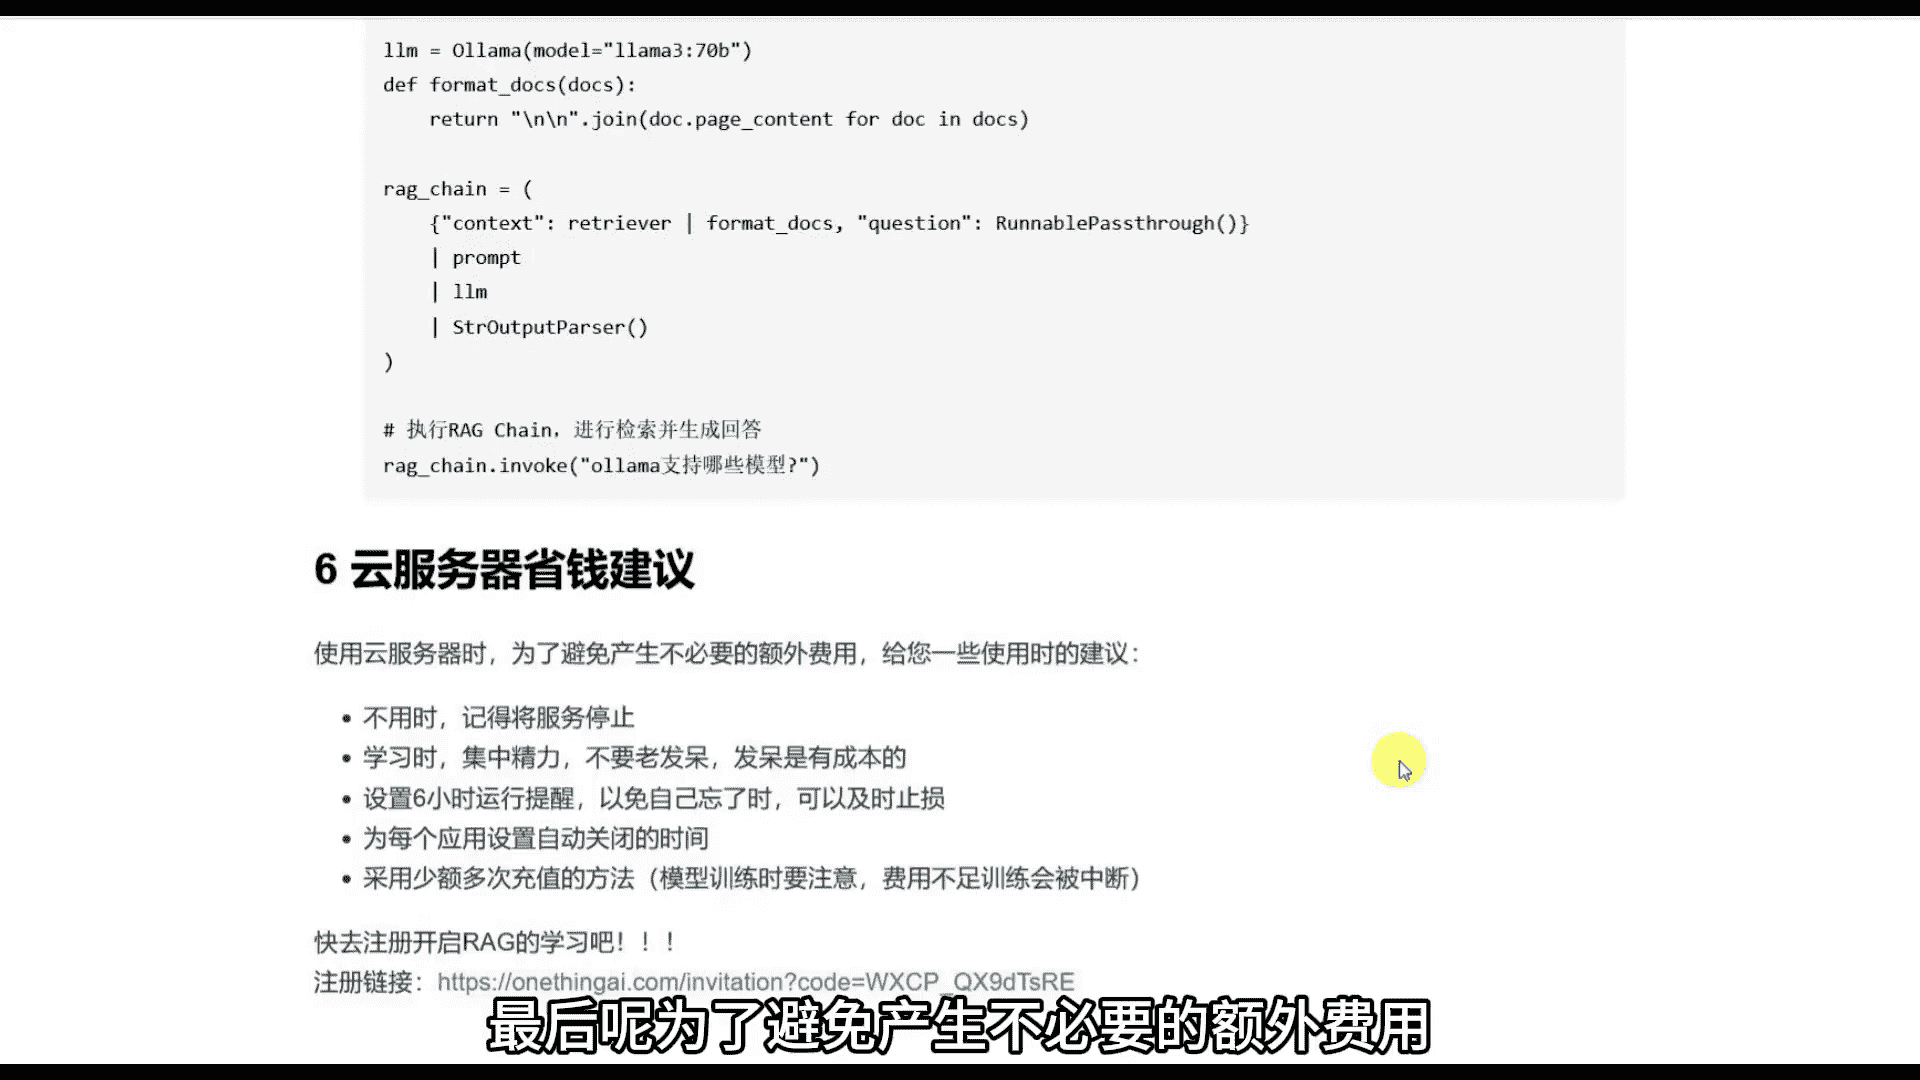 llm = Ollama(model="llama3:70b")
def format_docs(docs):
    return "\n\n".join(doc.page_content for doc in docs)
rag_chain = (
    {"context": retriever | format_docs, "question": RunnablePassthrough()}
    | prompt
    | llm
    | StrOutputParser()
)
# 执行RAG Chain，进行检索并生成回答
rag_chain.invoke("ollama支持哪些模型?")
6 云服务器省钱建议
使用云服务器时，为了避免产生不必要的额外费用，给您一些使用时的建议：
• 不用时，记得将服务停止
• 学习时，集中精力，不要老发呆，发呆是有成本的
• 设置6小时运行提醒，以免自己忘了时，可以及时止损
• 为每个应用设置自动关闭的时间
• 采用少额多次充值的方法（模型训练时要注意，费用不足训练会被中断）
快去注册开启RAG的学习吧！！！
注册链接：https://onethingai.com/invitation?code=WXCP_QX9dTsRE
最后呢为了避免产生不必要的额外费用